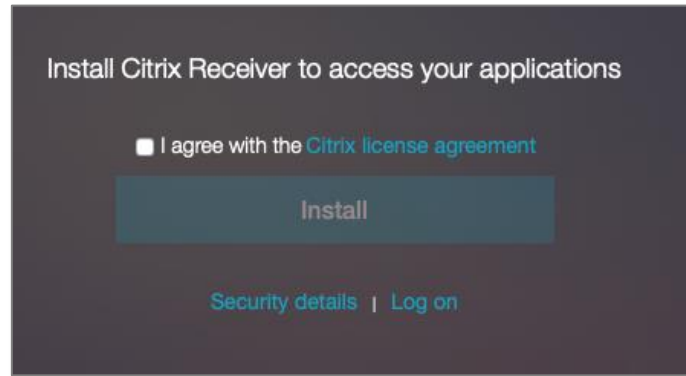 Install Citrix Receiver to access your applications
I agree with the Citrix license agreement
Install
Security details | Log on